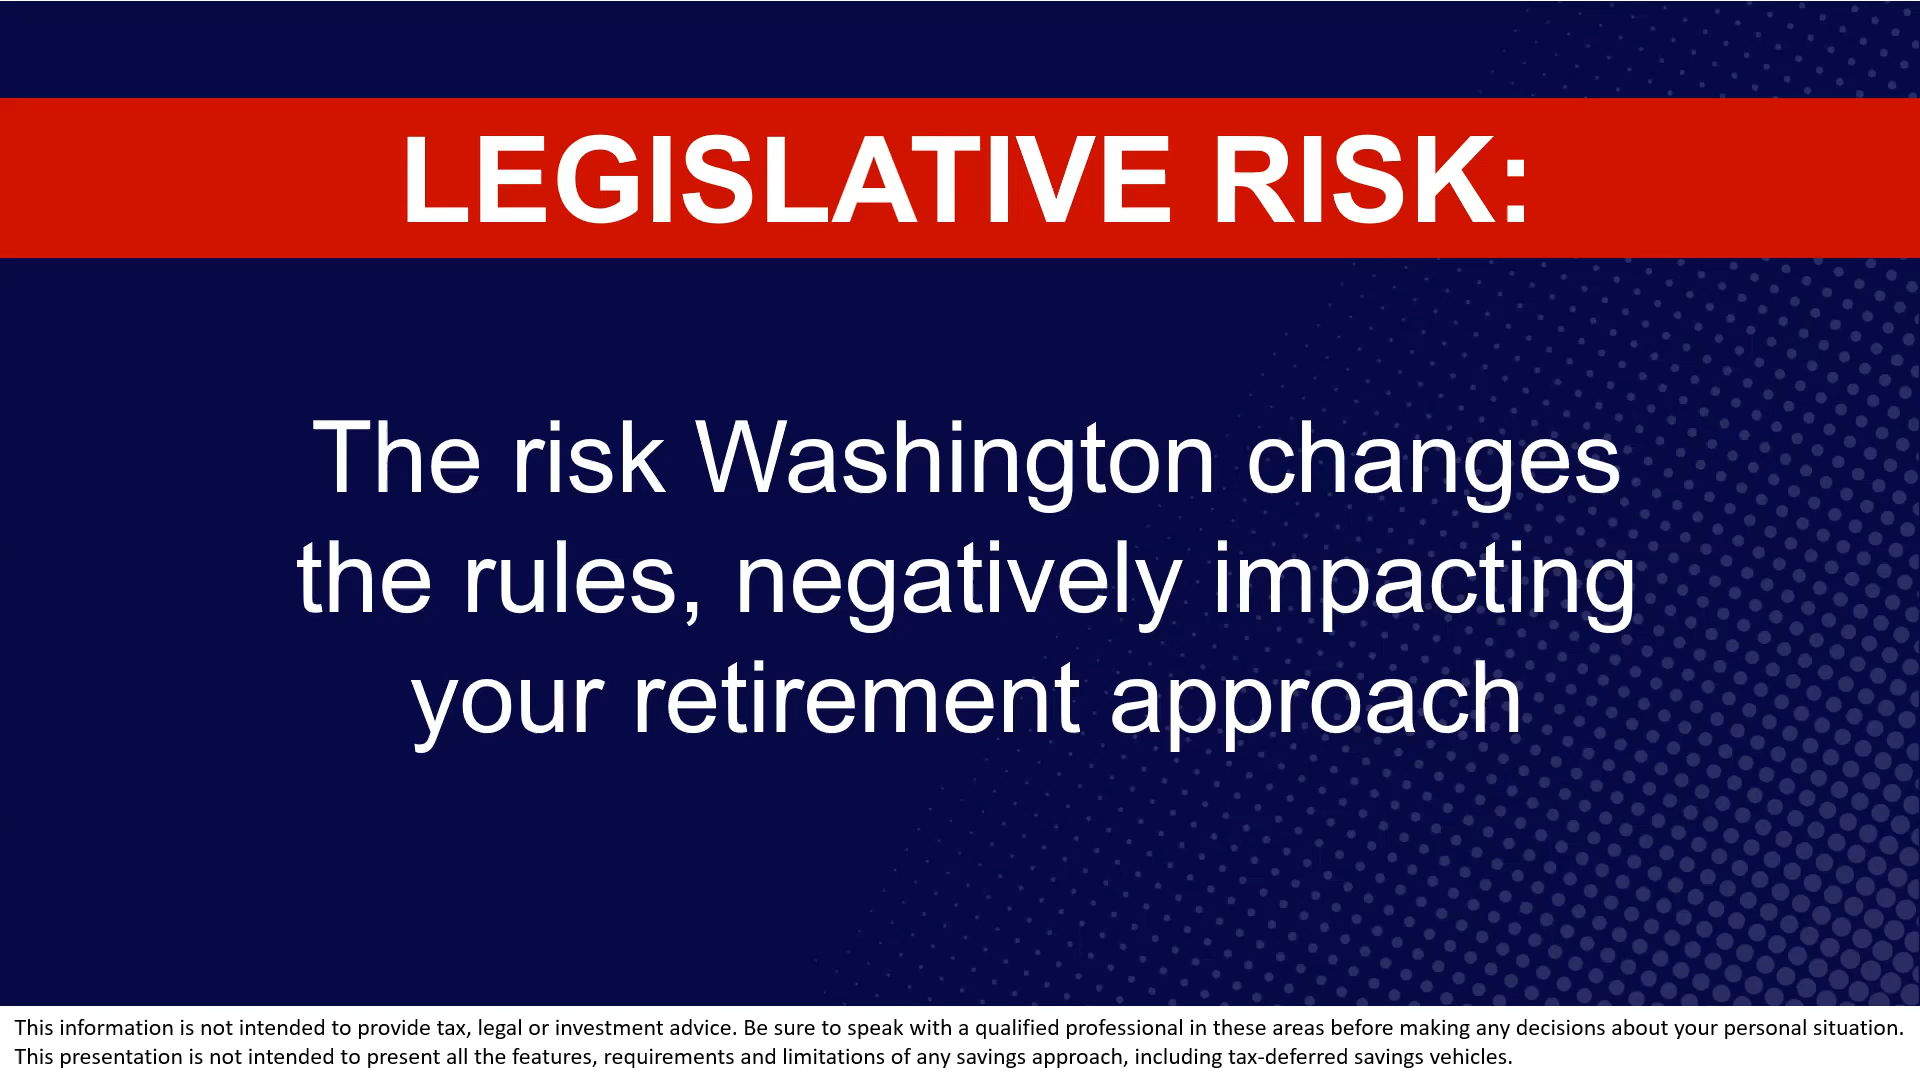 LEGISLATIVE RISK:
The risk Washington changes
the rules, negatively impacting
your retirement approach
This information is not intended to provide tax, legal or investment advice. Be sure to speak with a qualified professional in these areas before making any decisions about your personal situation.
This presentation is not intended to present all the features, requirements and limitations of any savings approach, including tax-deferred savings vehicles.